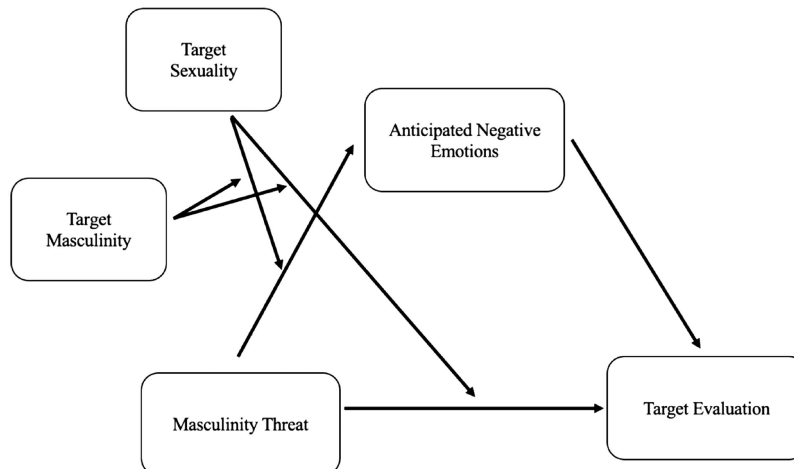 Target
Sexuality
Anticipated Negative
Emotions
Target
Masculinity
Masculinity Threat
Target Evaluation